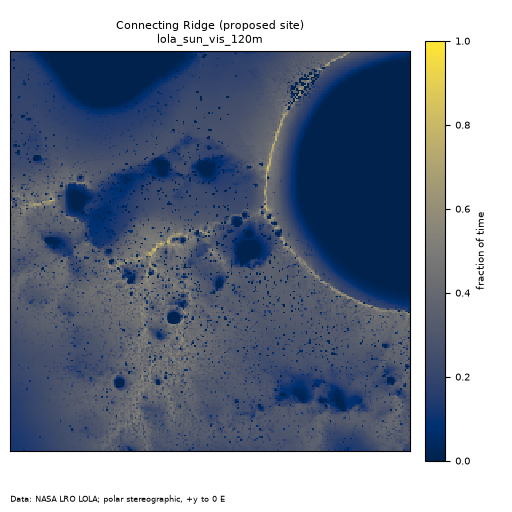 Connecting Ridge (proposed site)
lola_sun_vis_120m
1.0
0.8
0.6
0.4
0.2
0.0
fraction of time
Data: NASA LRO LOLA; polar stereographic, +y to 0 E